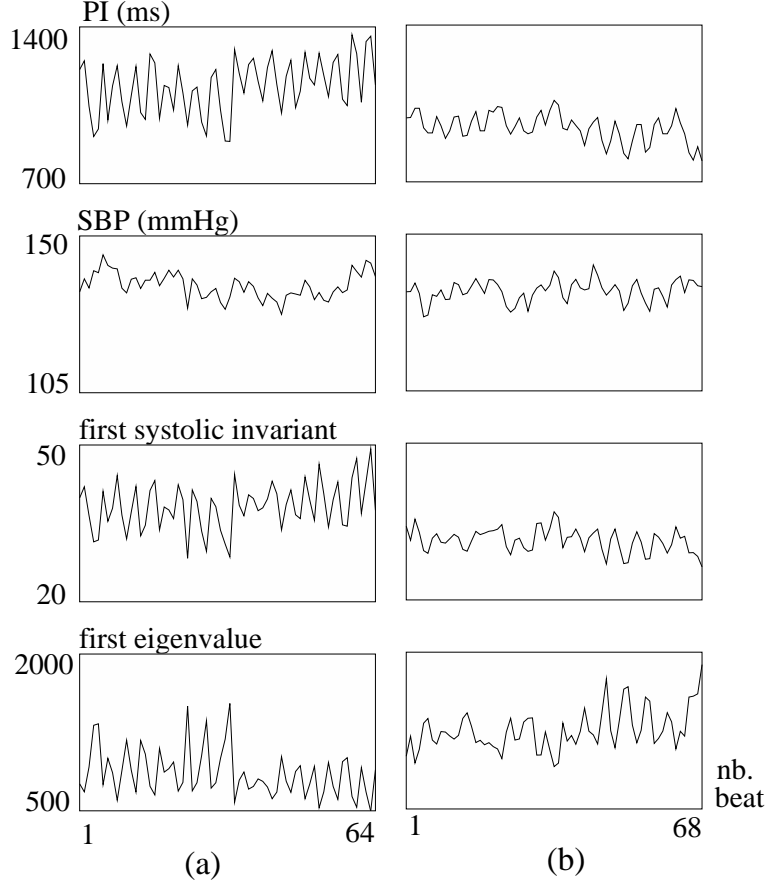 PI (ms)
1400
700
SBP (mmHg)
150
105
first systolic invariant
50
20
first eigenvalue
2000
500
nb.
beat
1 64 1 68
(a) (b)